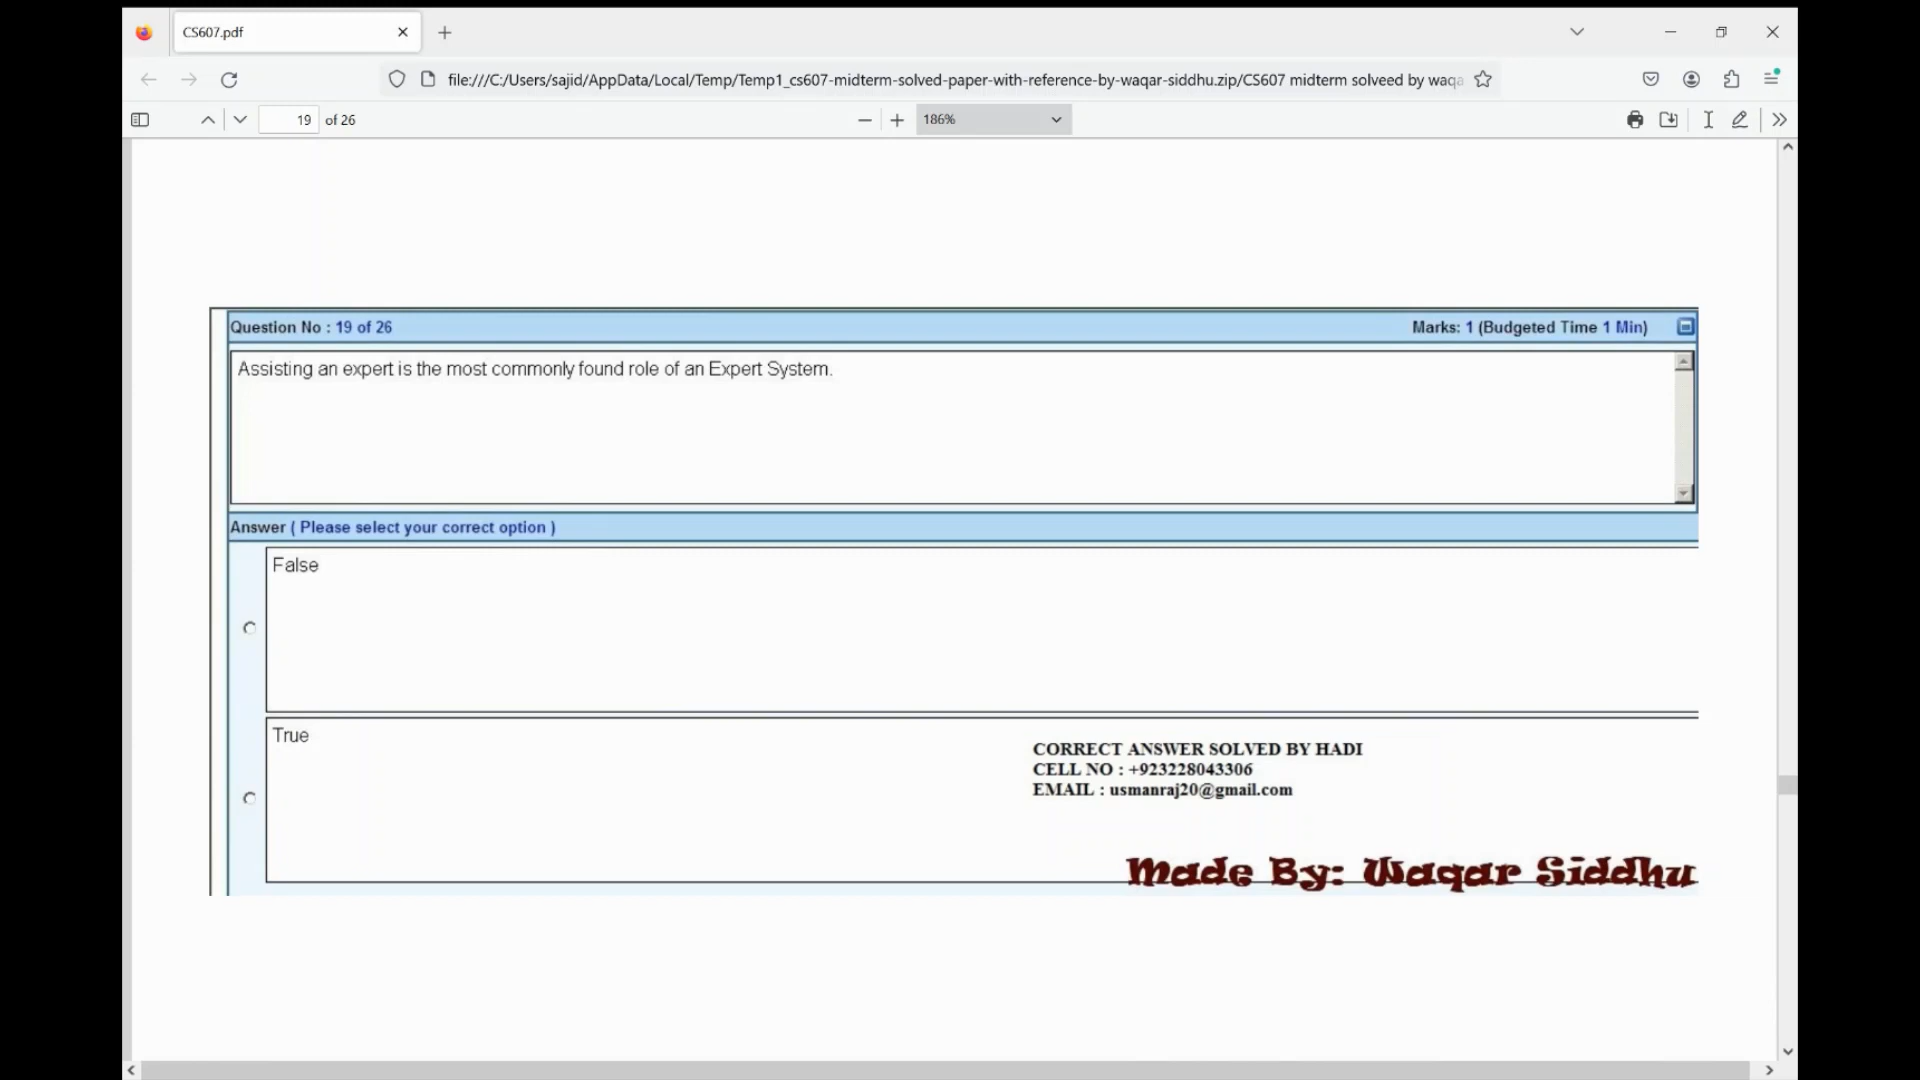 CS607.pdf
file:///C:/Users/sajid/AppData/Local/Temp/Temp1_cs607-midterm-solved-paper-with-reference-by-waqar-siddhu.zip/CS607 midterm solveed by waqa
19 of 26
186%
Question No : 19 of 26 Marks: 1 (Budgeted Time 1 Min)
Assisting an expert is the most commonly found role of an Expert System.
Answer ( Please select your correct option )
False
True
CORRECT ANSWER SOLVED BY HADI
CELL NO : +923228043306
EMAIL : usmanraj20@gmail.com
Made By: Waqar Siddhu